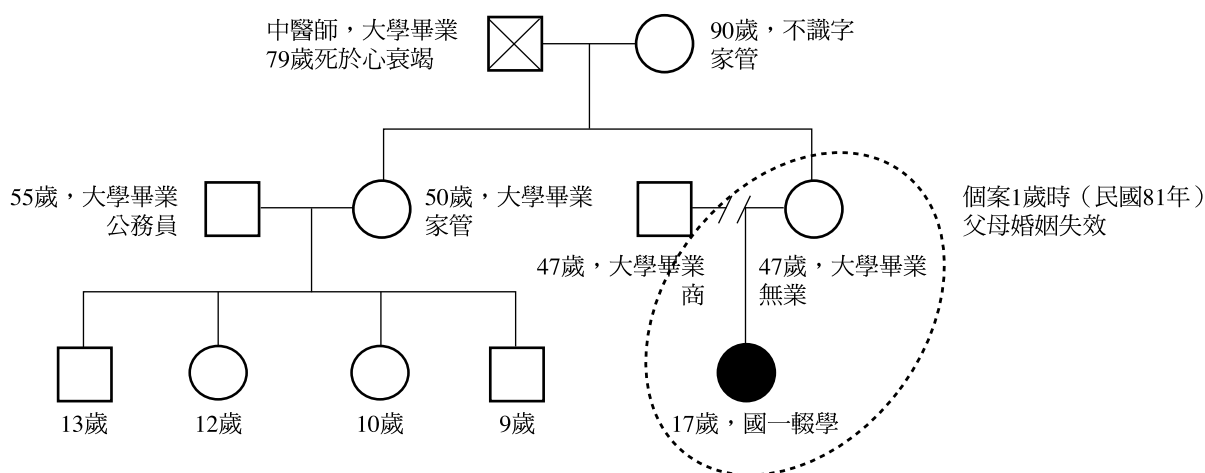 中醫師，大學畢業
79歲死於心衰竭
90歲，不識字
家管
55歲，大學畢業
公務員
50歲，大學畢業
家管
個案1歲時（民國81年）
父母婚姻失效
47歲，大學畢業
商
47歲，大學畢業
無業
13歲
12歲
10歲
9歲
17歲，國一輟學